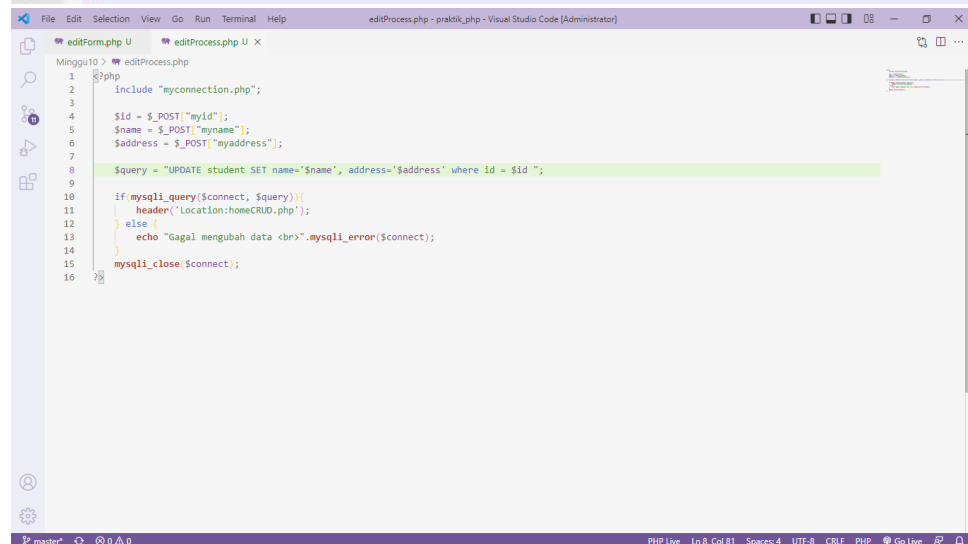 File Edit Selection View Go Run Terminal Help editProcess.php - praktik_php - Visual Studio Code [Administrator]
editForm.php U editProcess.php U
Minggu10 > editProcess.php
1 <?php
2 include "myconnection.php";
3
4 $id = $_POST["myid"];
5 $name = $_POST["myname"];
6 $address = $_POST["myaddress"];
7
8 $query = "UPDATE student SET name='$name', address='$address' where id = $id ";
9
10 if(mysqli_query($connect, $query)){
11 header('Location:homeCRUD.php');
12 } else {
13 echo "Gagal mengubah data <br>".mysqli_error($connect);
14 }
15 mysqli_close($connect);
16 ?>
11
master* 0 0 PHP Live Ln 8, Col 81 Spaces: 4 UTF-8 CRLF PHP Go Live